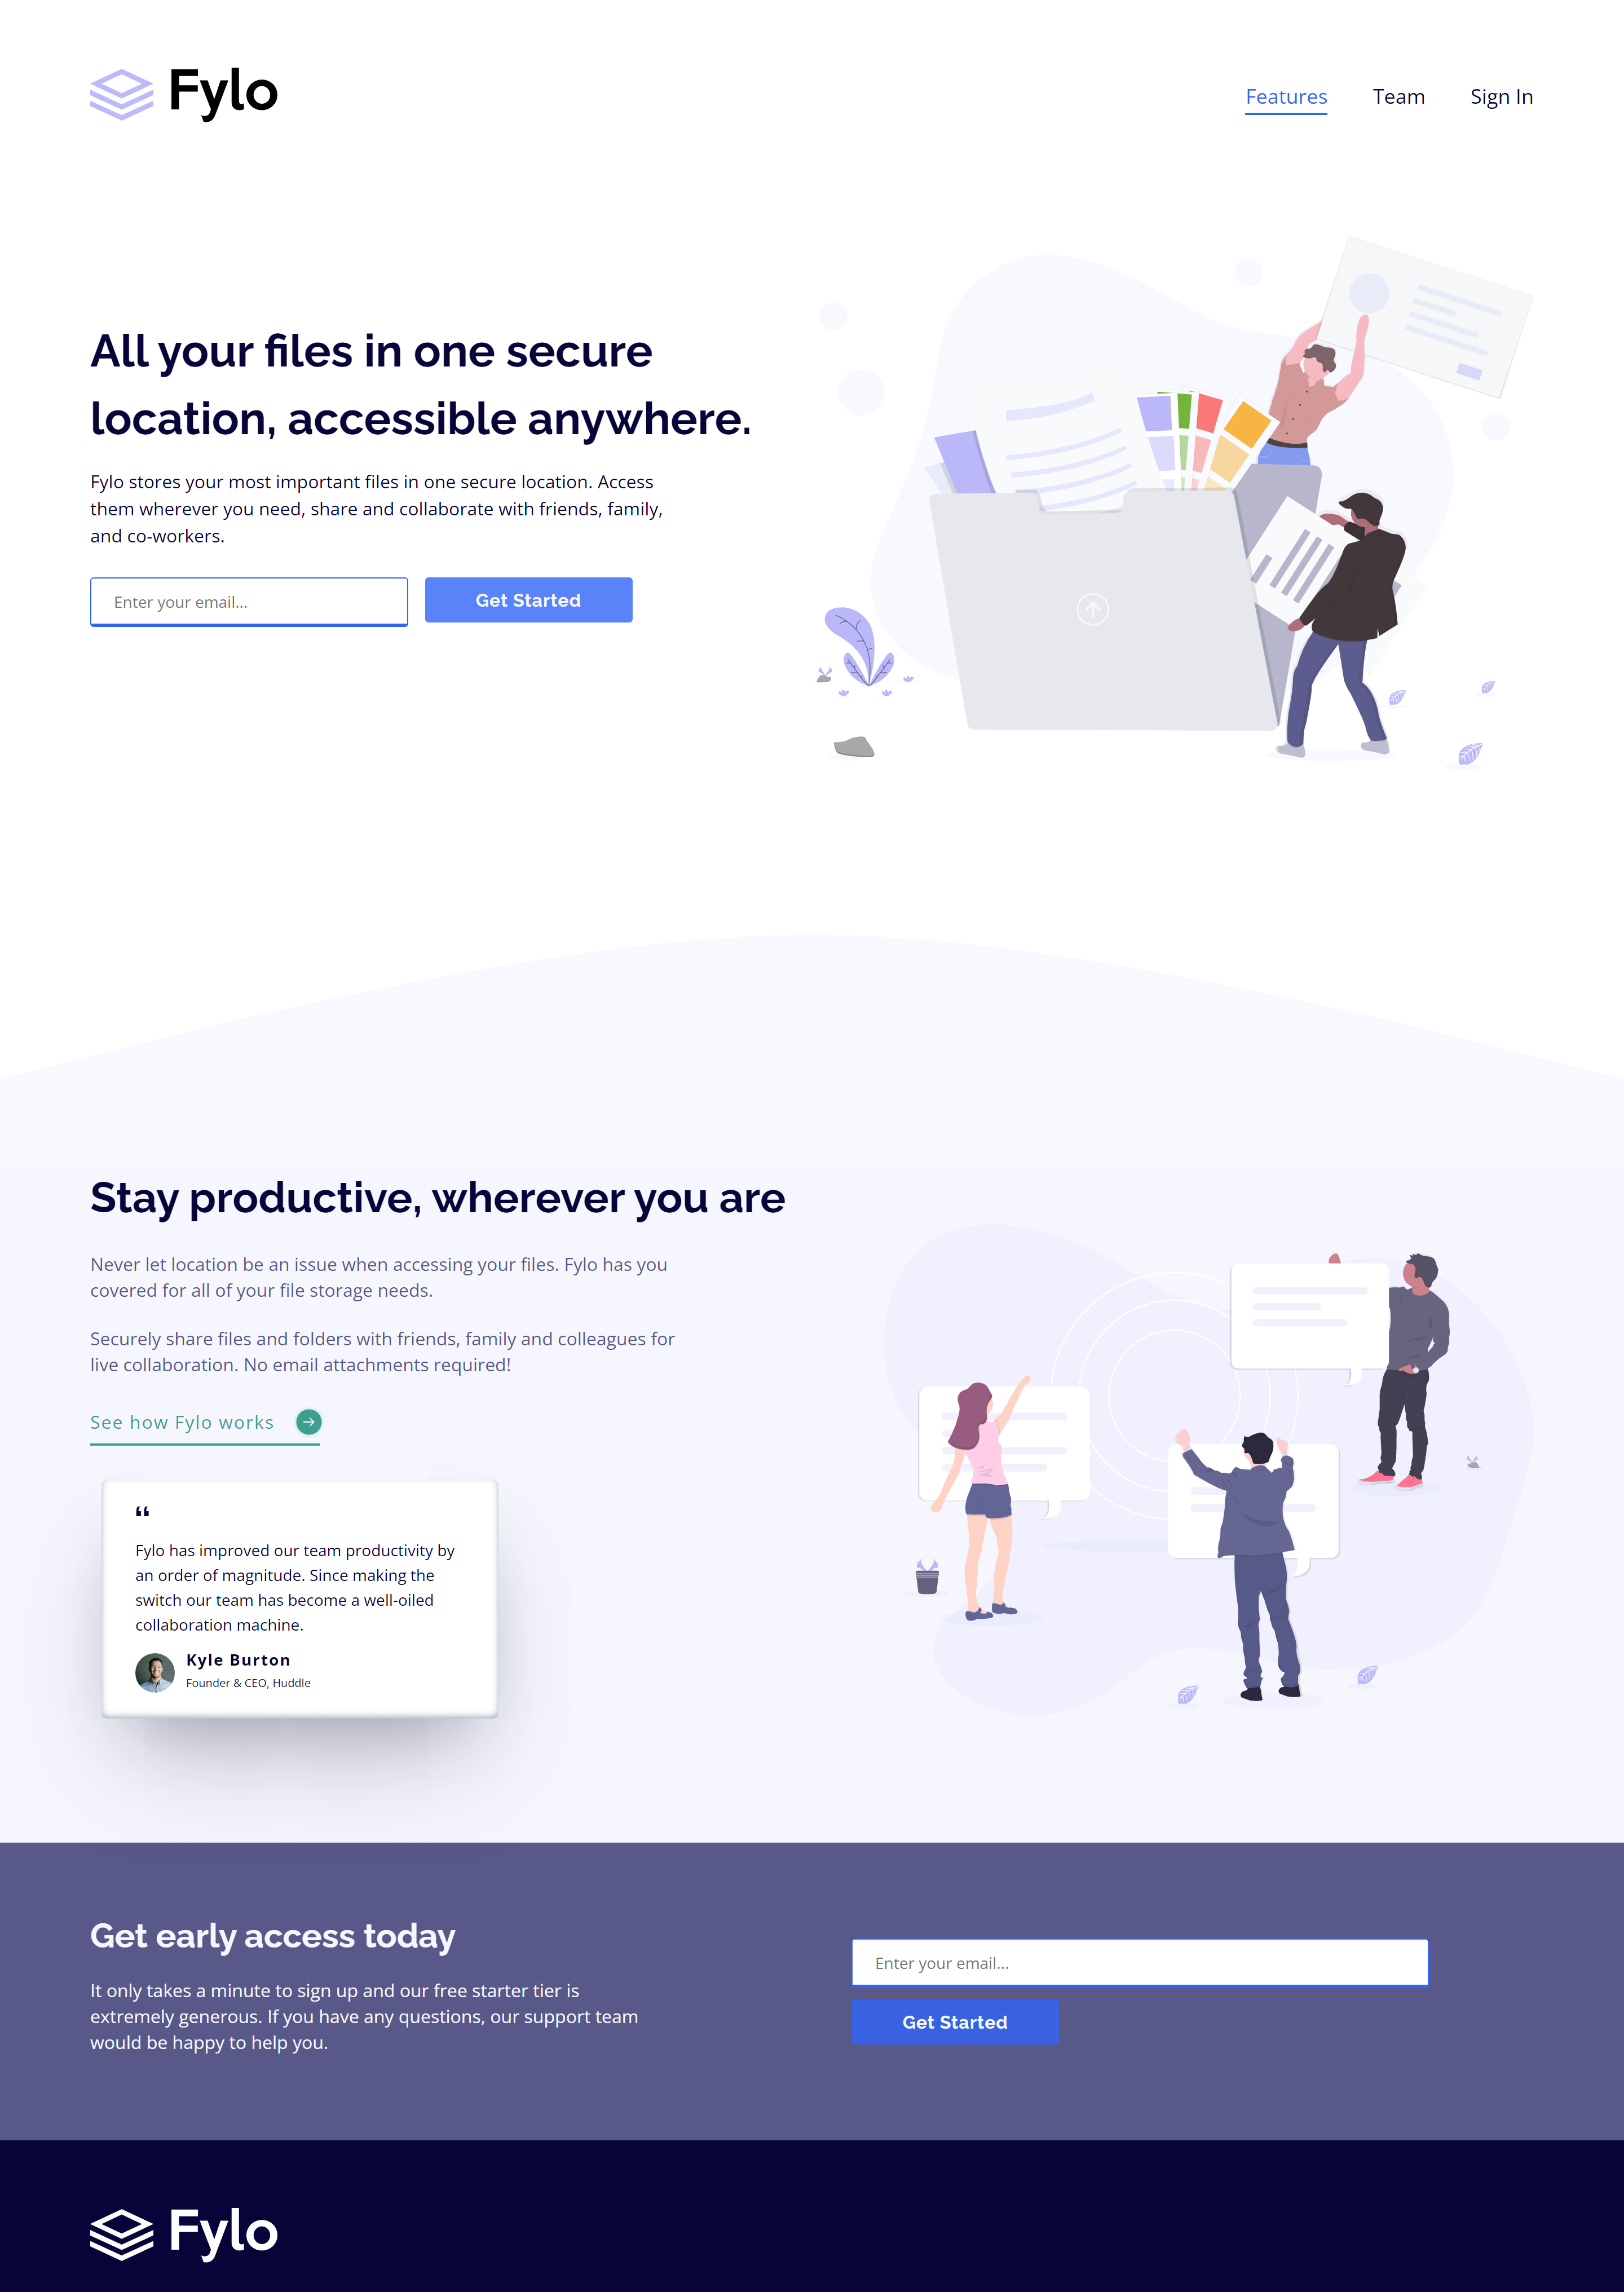 Fylo
Features Team Sign In
All your files in one secure
location, accessible anywhere.
Fylo stores your most important files in one secure location. Access
them wherever you need, share and collaborate with friends, family,
and co-workers.
Enter your email...
Get Started
Stay productive, wherever you are
Never let location be an issue when accessing your files. Fylo has you
covered for all of your file storage needs.
Securely share files and folders with friends, family and colleagues for
live collaboration. No email attachments required!
See how Fylo works
“
Fylo has improved our team productivity by
an order of magnitude. Since making the
switch our team has become a well-oiled
collaboration machine.
Kyle Burton
Founder & CEO, Huddle
Get early access today
It only takes a minute to sign up and our free starter tier is
extremely generous. If you have any questions, our support team
would be happy to help you.
Enter your email...
Get Started
Fylo